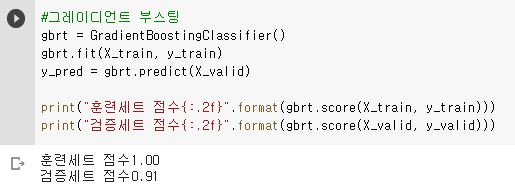 #그레이디언트 부스팅
gbrt = GradientBoostingClassifier()
gbrt.fit(X_train, y_train)
y_pred = gbrt.predict(X_valid)
print("훈련세트 점수{:.2f}".format(gbrt.score(X_train, y_train)))
print("검증세트 점수{:.2f}".format(gbrt.score(X_valid, y_valid)))
훈련세트 점수1.00
검증세트 점수0.91